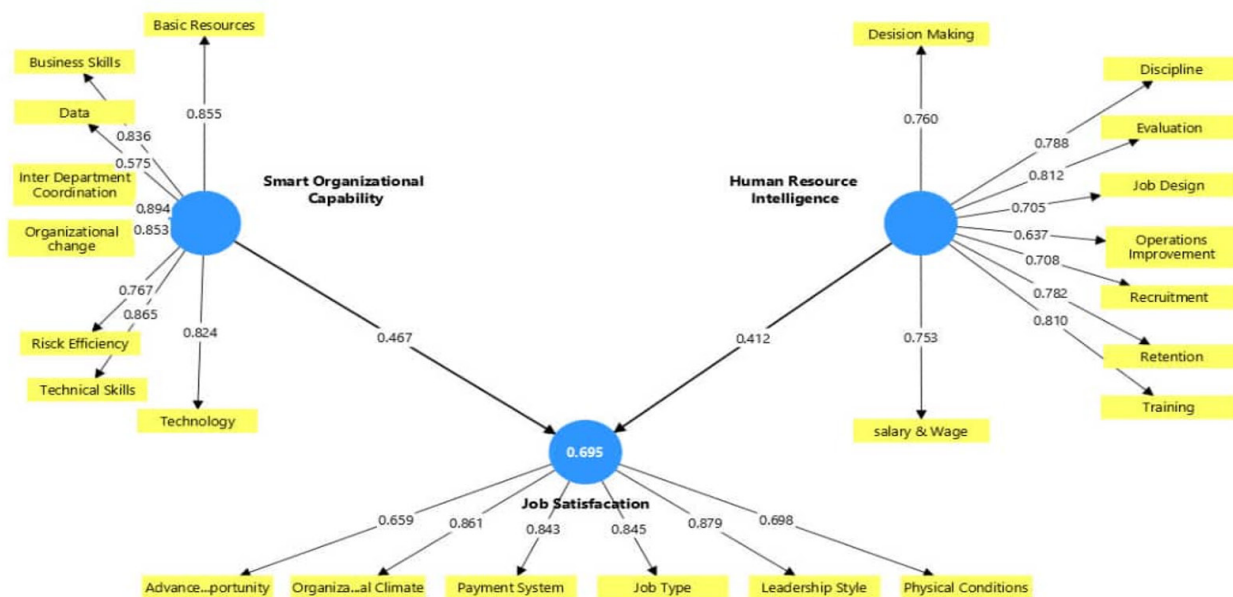 Basic Resources
Business Skills
Data
Inter Department
Coordination
Organizational
change
Risck Efficiency
Technical Skills
Technology
0.855
0.836
0.575
0.894
0.853
0.767
0.865
0.824
Smart Organizational
Capability
Human Resource
Intelligence
Desision Making
Discipline
Evaluation
Job Design
Operations
Improvement
Recruitment
Retention
Training
salary & Wage
0.760
0.788
0.812
0.705
0.637
0.708
0.782
0.810
0.753
0.467
0.412
0.695
Job Satisfacation
0.659
0.861
0.843
0.845
0.879
0.698
Advance...portunity
Organiza...al Climate
Payment System
Job Type
Leadership Style
Physical Conditions